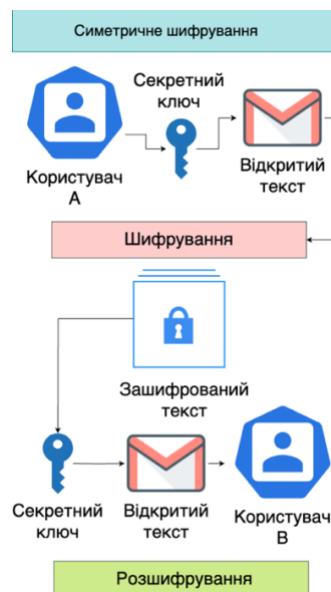 Симетричне шифрування
Секретний
ключ
Користувач
A
Відкритий
текст
Шифрування
Зашифрований
текст
Секретний
ключ
Відкритий
текст
Користувач
B
Розшифрування